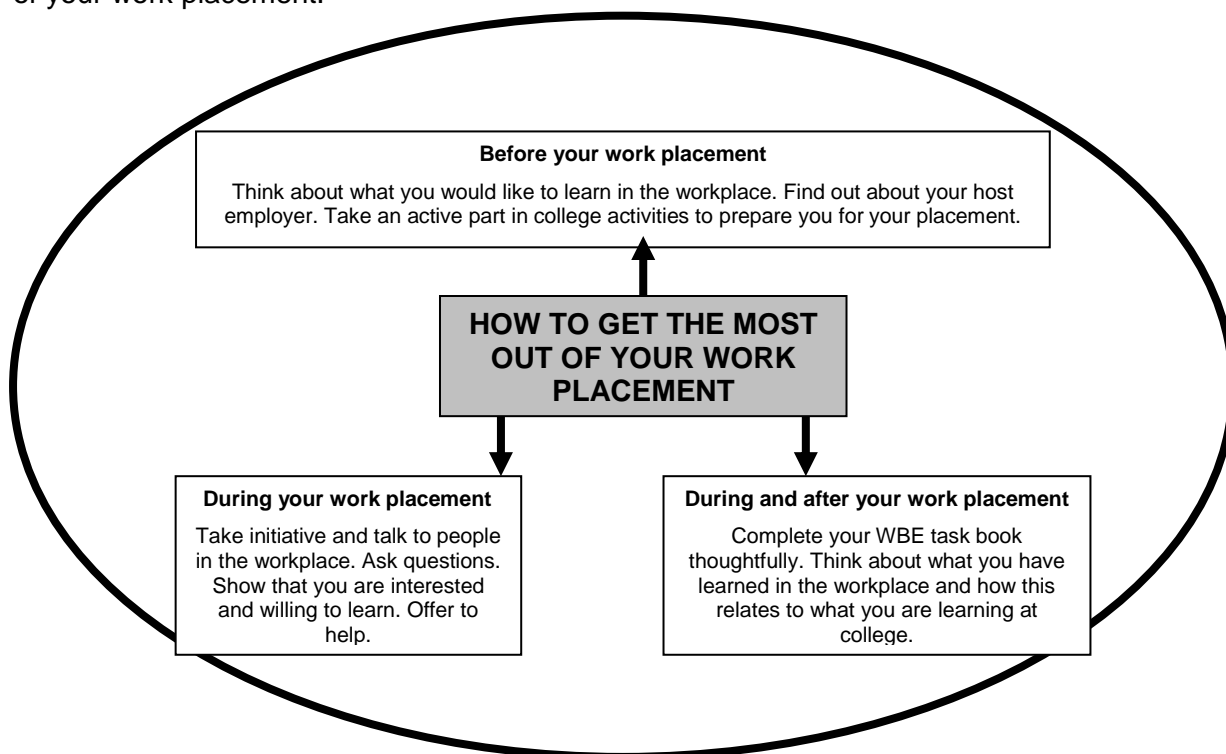 of your work placement.
Before your work placement
Think about what you would like to learn in the workplace. Find out about your host
employer. Take an active part in college activities to prepare you for your placement.
HOW TO GET THE MOST
OUT OF YOUR WORK
PLACEMENT
During your work placement
Take initiative and talk to people
in the workplace. Ask questions.
Show that you are interested
and willing to learn. Offer to
help.
During and after your work placement
Complete your WBE task book
thoughtfully. Think about what you have
learned in the workplace and how this
relates to what you are learning at
college.